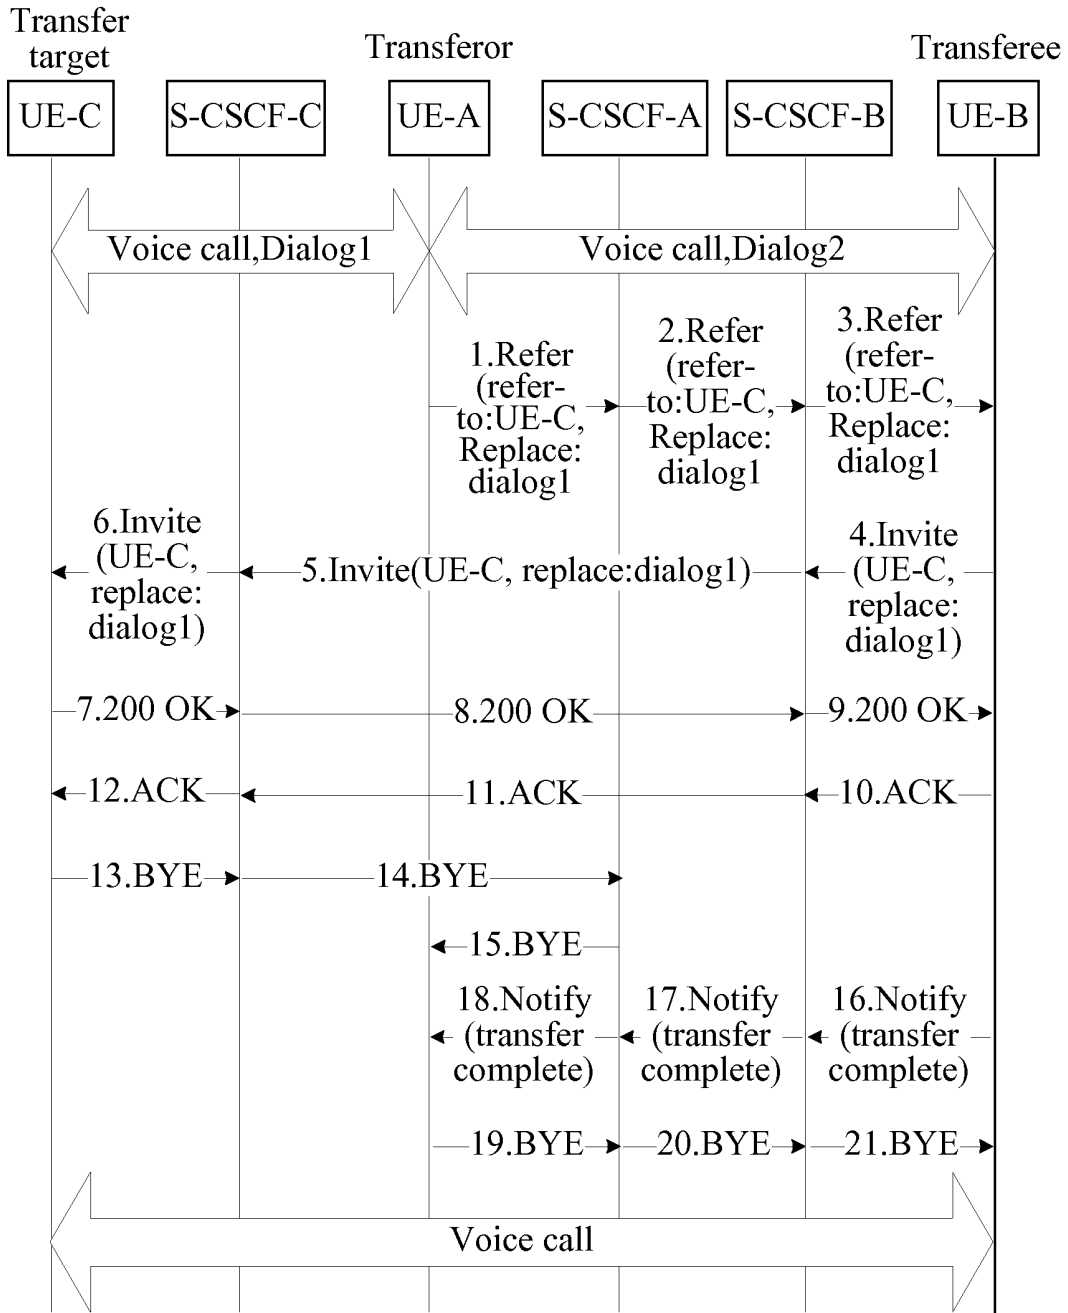 Transfer
target
Transferor
Transferee
UE-C
S-CSCF-C
UE-A
S-CSCF-A
S-CSCF-B
UE-B
Voice call,Dialog1
Voice call,Dialog2
1.Refer
(refer-
to:UE-C,
Replace:
dialog1
2.Refer
(refer-
to:UE-C,
Replace:
dialog1
3.Refer
(refer-
to:UE-C,
Replace:
dialog1
6.Invite
(UE-C,
replace:
dialog1)
5.Invite(UE-C, replace:dialog1)
4.Invite
(UE-C,
replace:
dialog1)
7.200 OK
8.200 OK
9.200 OK
12.ACK
11.ACK
10.ACK
13.BYE
14.BYE
15.BYE
18.Notify
(transfer
complete)
17.Notify
(transfer
complete)
16.Notify
(transfer
complete)
19.BYE
20.BYE
21.BYE
Voice call